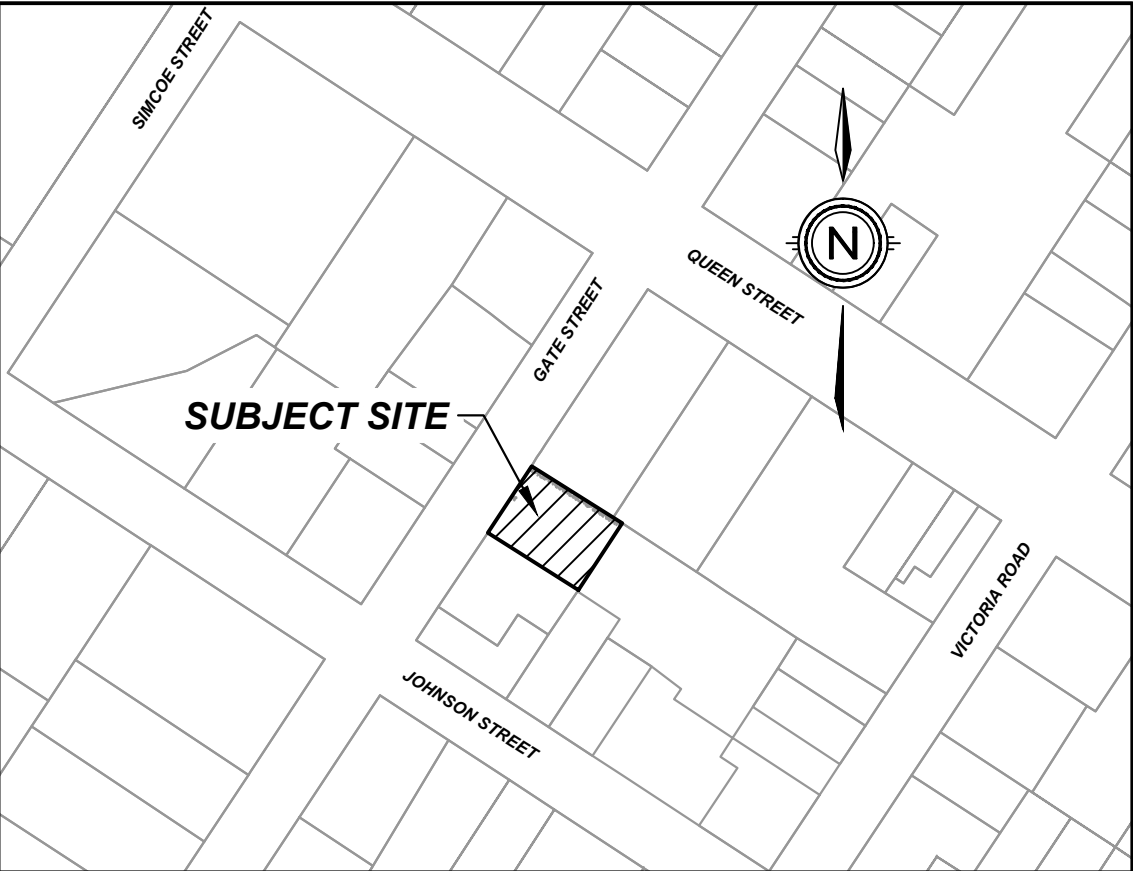 SIMCOE STREET
N
QUEEN STREET
GATE STREET
SUBJECT SITE
VICTORIA ROAD
JOHNSON STREET